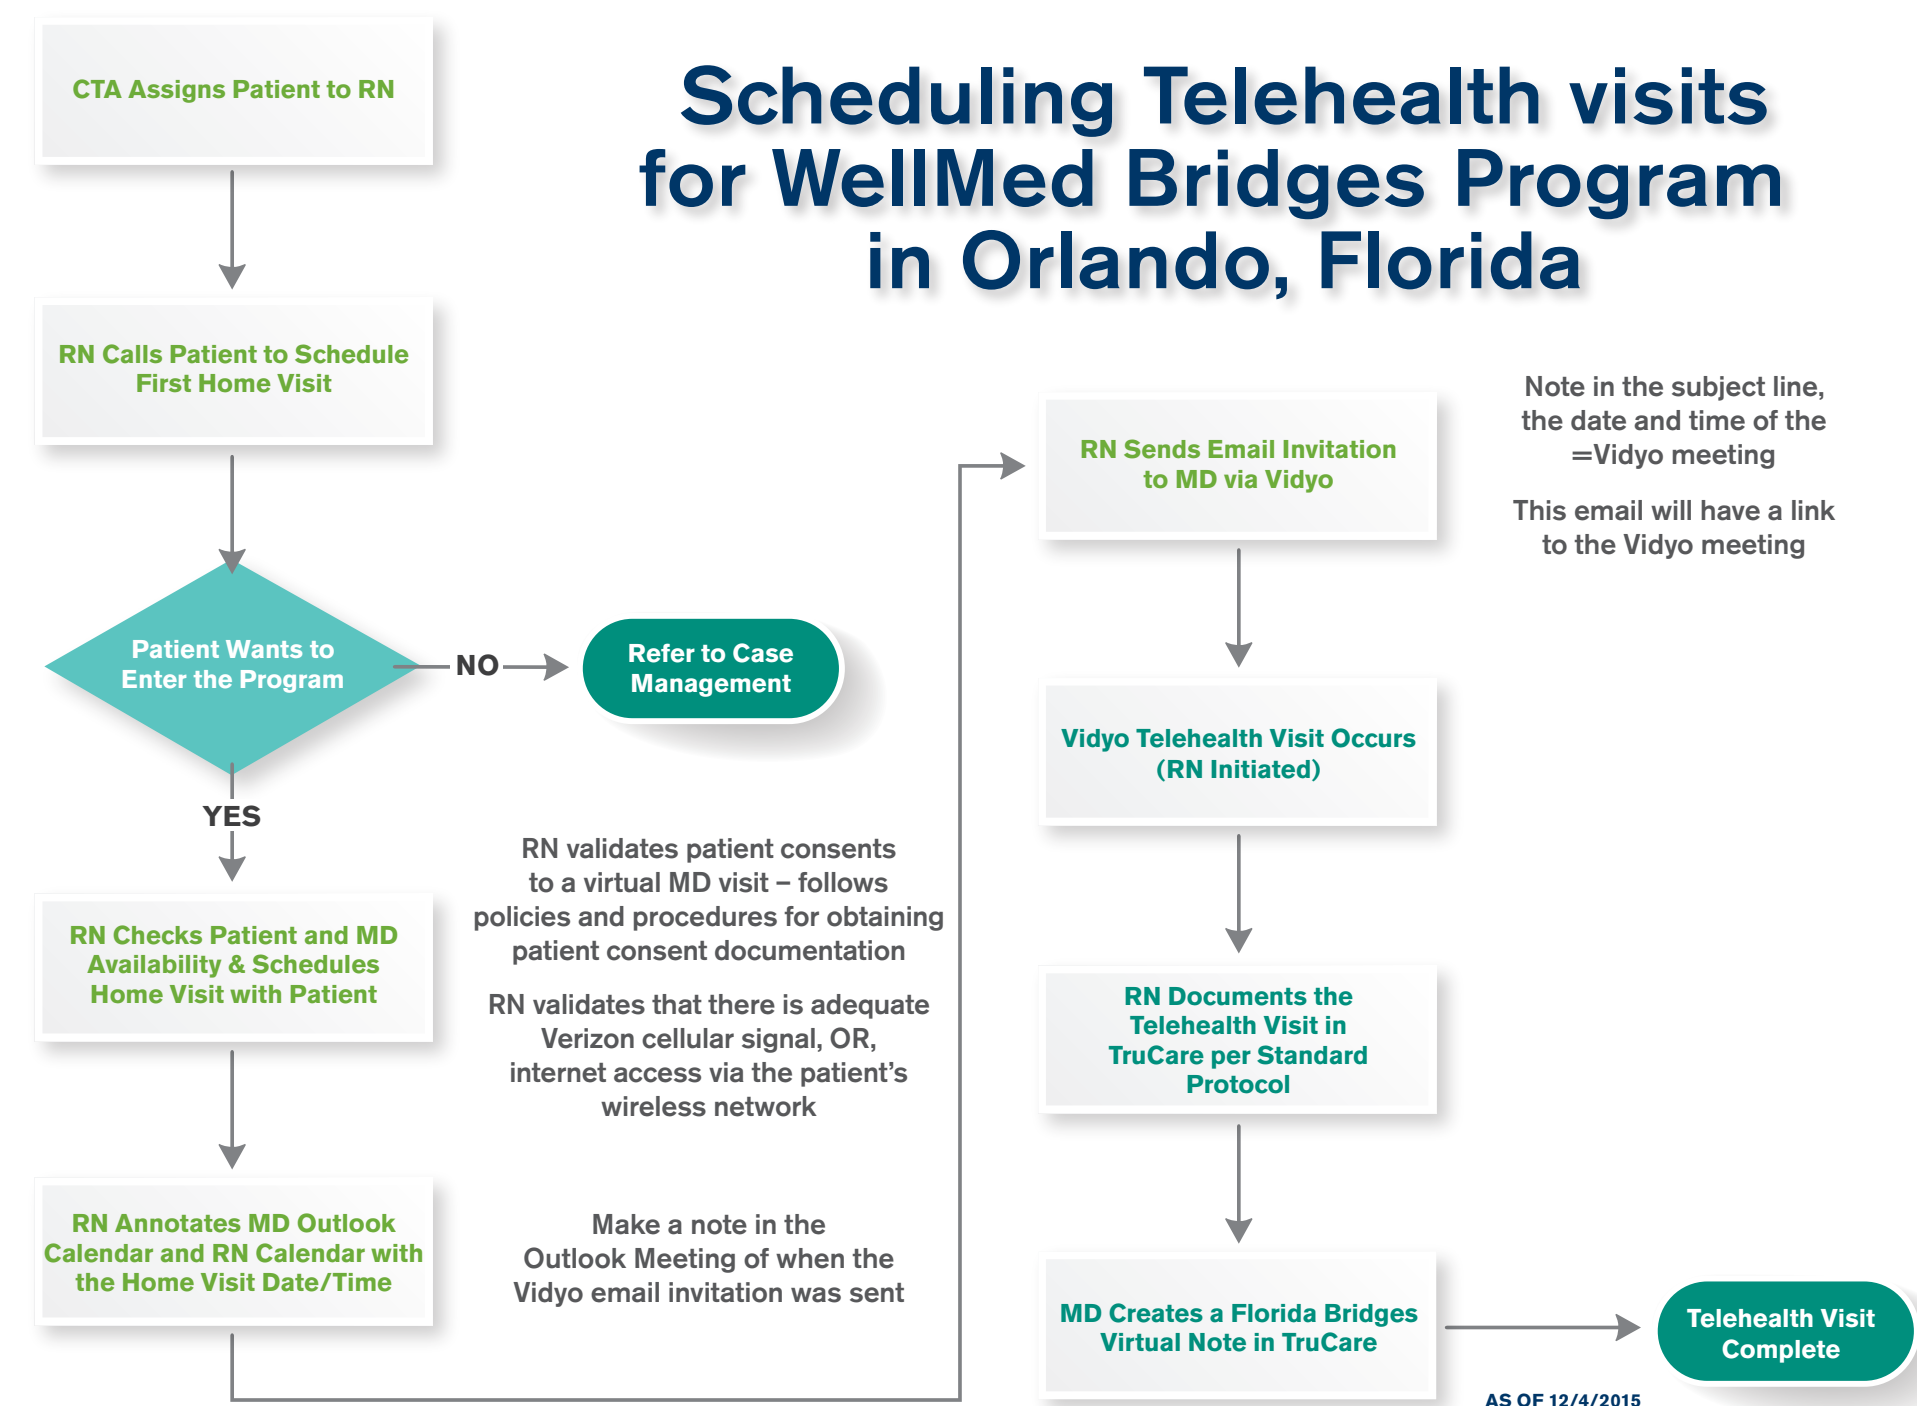 Scheduling Telehealth visits
for WellMed Bridges Program
in Orlando, Florida
CTA Assigns Patient to RN
RN Calls Patient to Schedule
First Home Visit
Patient Wants to
Enter the Program
NO
Refer to Case
Management
YES
RN Checks Patient and MD
Availability & Schedules
Home Visit with Patient
RN validates patient consents
to a virtual MD visit – follows
policies and procedures for obtaining
patient consent documentation
RN validates that there is adequate
Verizon cellular signal, OR,
internet access via the patient’s
wireless network
RN Annotates MD Outlook
Calendar and RN Calendar with
the Home Visit Date/Time
Make a note in the
Outlook Meeting of when the
Vidyo email invitation was sent
RN Sends Email Invitation
to MD via Vidyo
Note in the subject line,
the date and time of the
=Vidyo meeting
This email will have a link
to the Vidyo meeting
Vidyo Telehealth Visit Occurs
(RN Initiated)
RN Documents the
Telehealth Visit in
TruCare per Standard
Protocol
MD Creates a Florida Bridges
Virtual Note in TruCare
Telehealth Visit
Complete
AS OF 12/4/2015